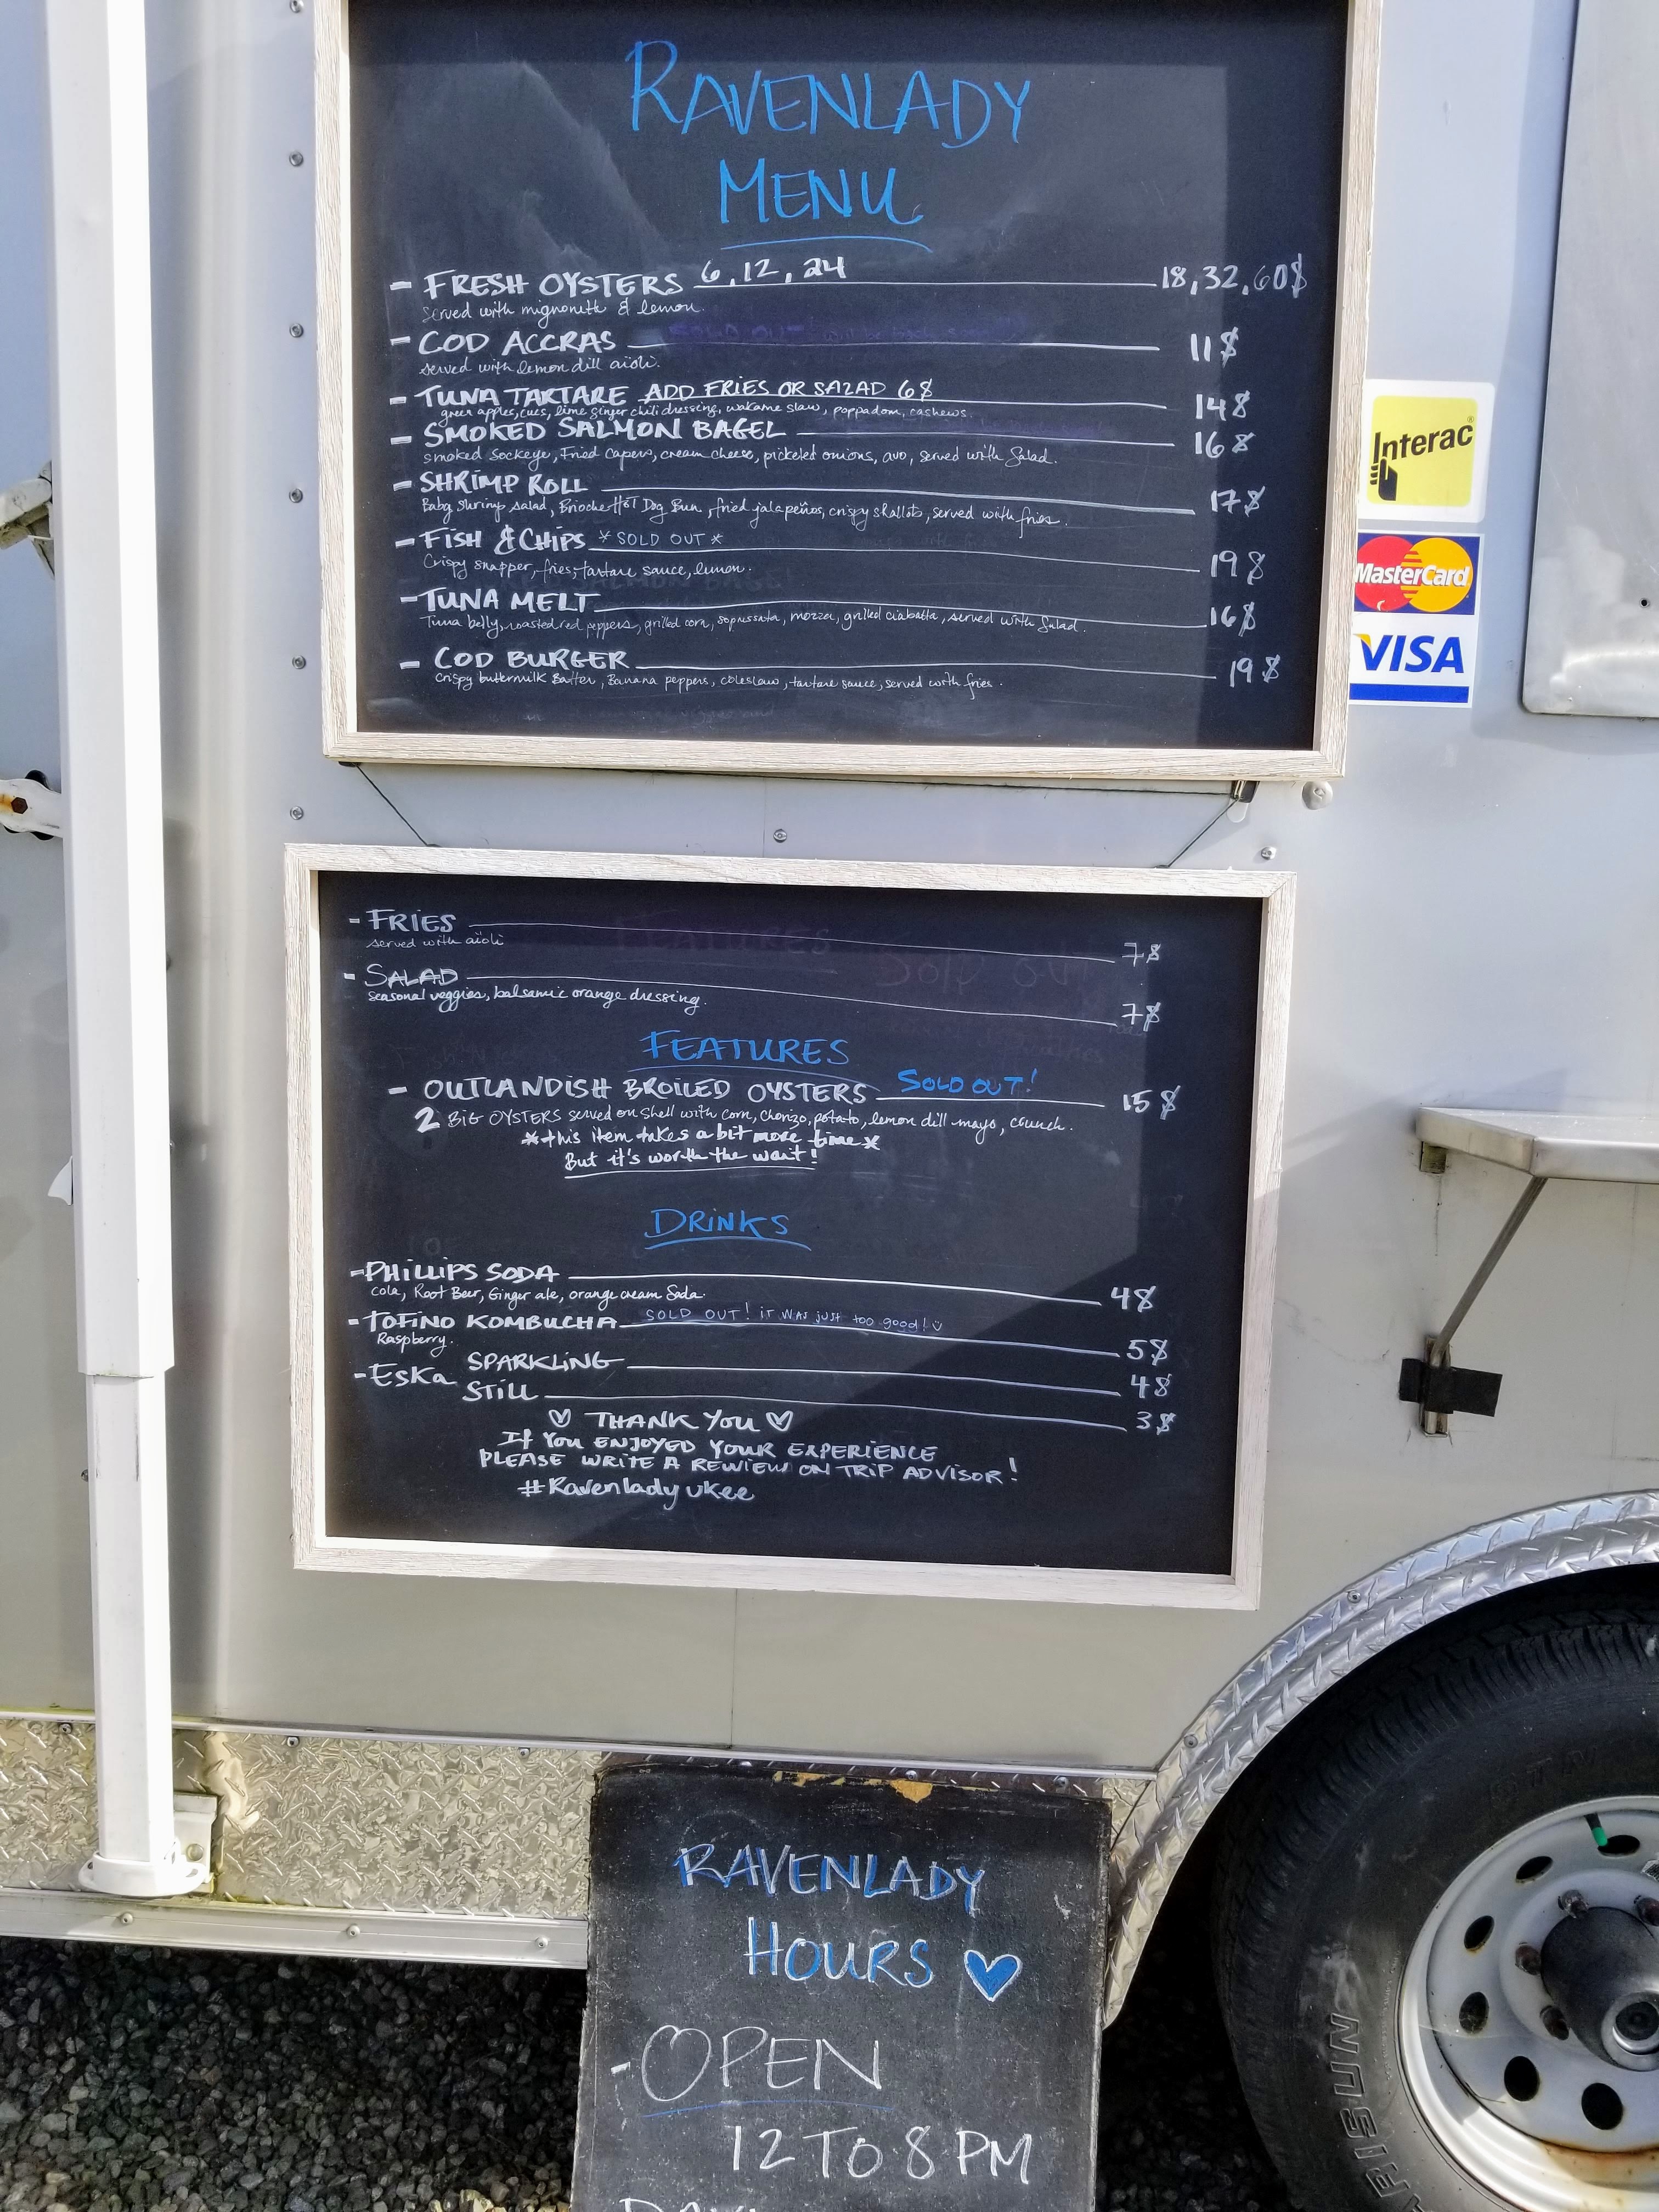 RAVENLADY
MENU
- FRESH OYSTERS 6, 12, 24 18, 32, 60$
served with mignonette & lemon.
- COD ACCRAS 11$
served with lemon dill aïoli.
- TUNA TARTARE ADD FRIES OR SALAD 6$ 14$
green apples, cucs, lime ginger chili dressing, wakame slaw, poppadom, cashews.
- SMOKED SALMON BAGEL 16$
smoked sockeye, Fried capers, cream cheese, pickeled onions, avo, served with Salad.
- SHRIMP ROLL 17$
Baby shrimp salad, Brioche HOT Dog Bun, fried jalapeños, crispy shallots, served with fries.
- FISH & CHIPS *SOLD OUT* 19$
Crispy snapper, fries, tartare sauce, lemon.
- TUNA MELT 16$
Tuna belly, roasted red peppers, grilled corn, sopressata, mozza, grilled ciabatta, served with Salad.
- COD BURGER 19$
Crispy buttermilk Batter, Banana peppers, coleslaw, tartare sauce, served with fries.
Interac
MasterCard
VISA
- FRIES 7$
served with aïoli
- SALAD 7$
seasonal veggies, balsamic orange dressing.
FEATURES
- OUTLANDISH BROILED OYSTERS SOLD OUT! 15$
2 BIG OYSTERS served on shell with corn, chorizo, potato, lemon dill mayo, crunch.
*this item takes a bit more time*
But it's worth the wait!
DRINKS
- PHILLIPS SODA 4$
Cola, Root Beer, Ginger ale, orange cream Soda.
- TOFINO KOMBUCHA SOLD OUT! it was just too good! 5$
Raspberry.
- ESKA SPARKLING 4$
STILL 3$
♡ THANK YOU ♡
If YOU ENJOYED YOUR EXPERIENCE
PLEASE WRITE A REWIEW ON TRIP ADVISOR!
#Ravenladyukee
RAVENLADY
HOURS ♥
- OPEN
12 TO 8 PM